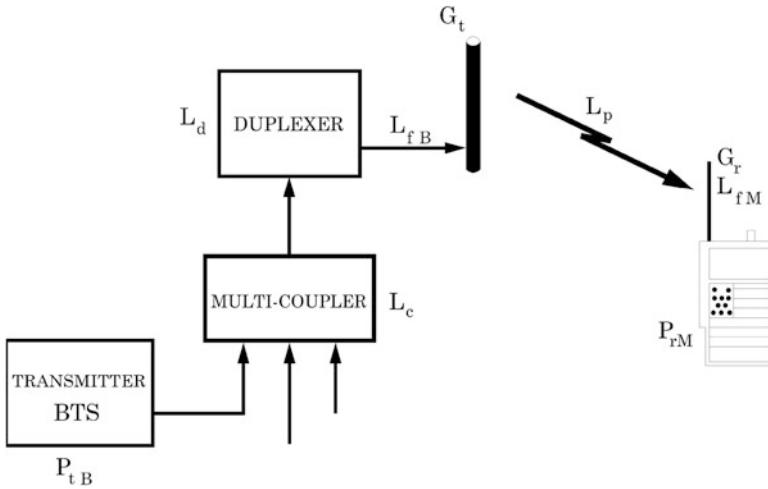 G_t
L_d
DUPLEXER
L_f B
L_p
G_r
L_f M
MULTI-COUPLER
L_c
P_rM
TRANSMITTER
BTS
P_t B